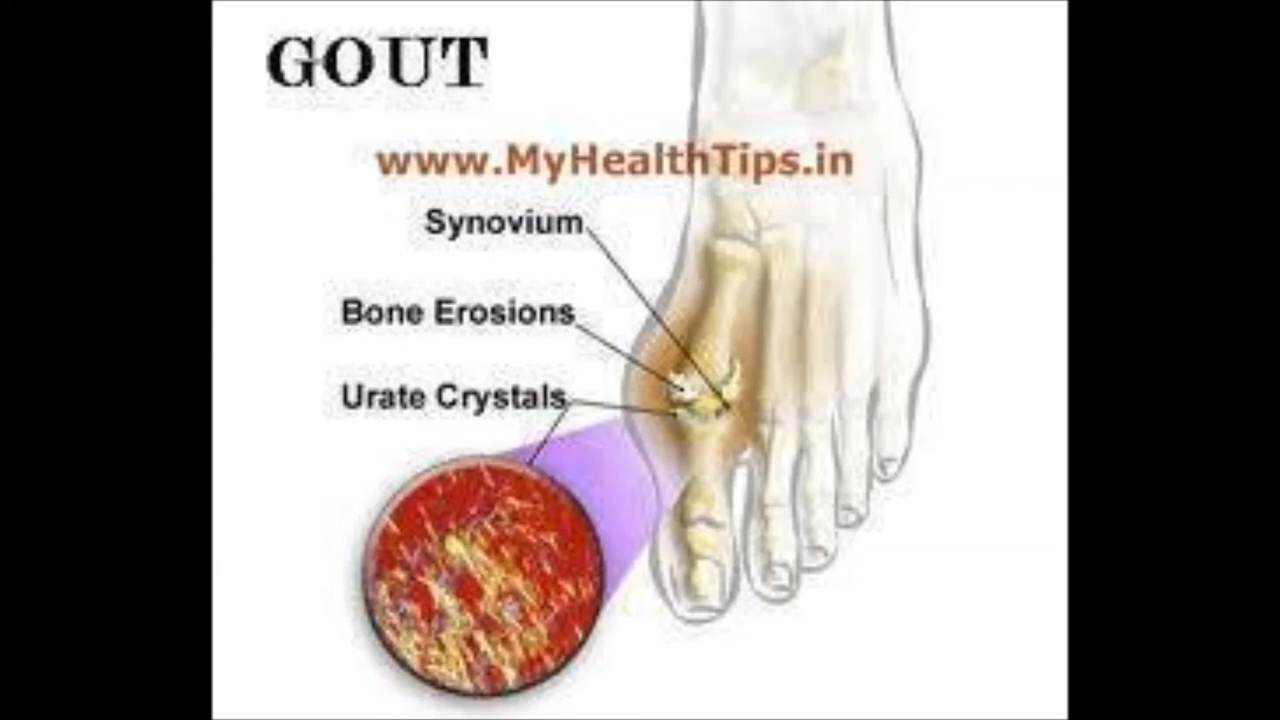 GOUT
www.MyHealthTips.in
Synovium
Bone Erosions
Urate Crystals